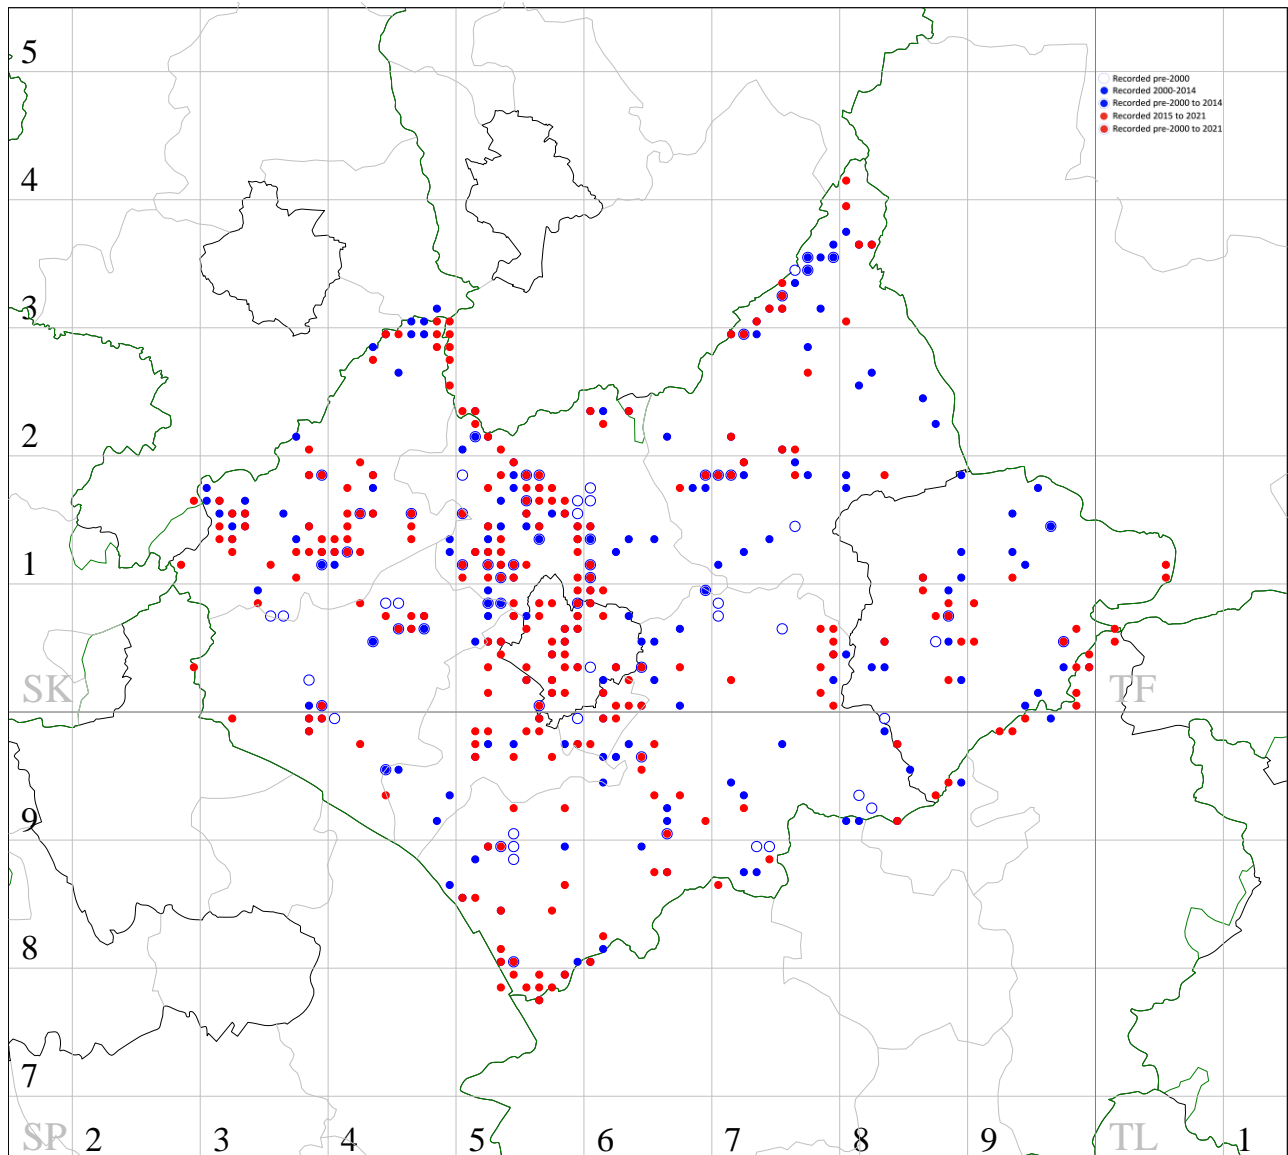 5
Recorded pre-2000
Recorded 2000-2014
Recorded pre-2000 to 2014
Recorded 2015 to 2021
Recorded pre-2000 to 2021
4
3
2
1
SK
TF
9
8
7
SP 2 3 4 5 6 7 8 9 TL 1